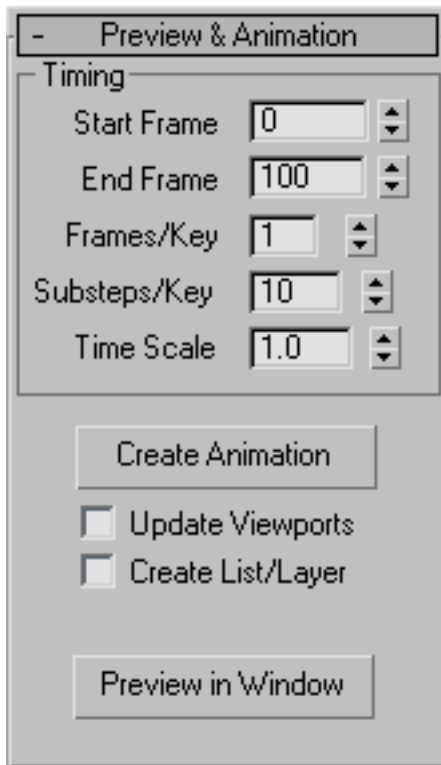 - Preview & Animation
Timing
Start Frame 0
End Frame 100
Frames/Key 1
Substeps/Key 10
Time Scale 1.0
Create Animation
Update Viewports
Create List/Layer
Preview in Window